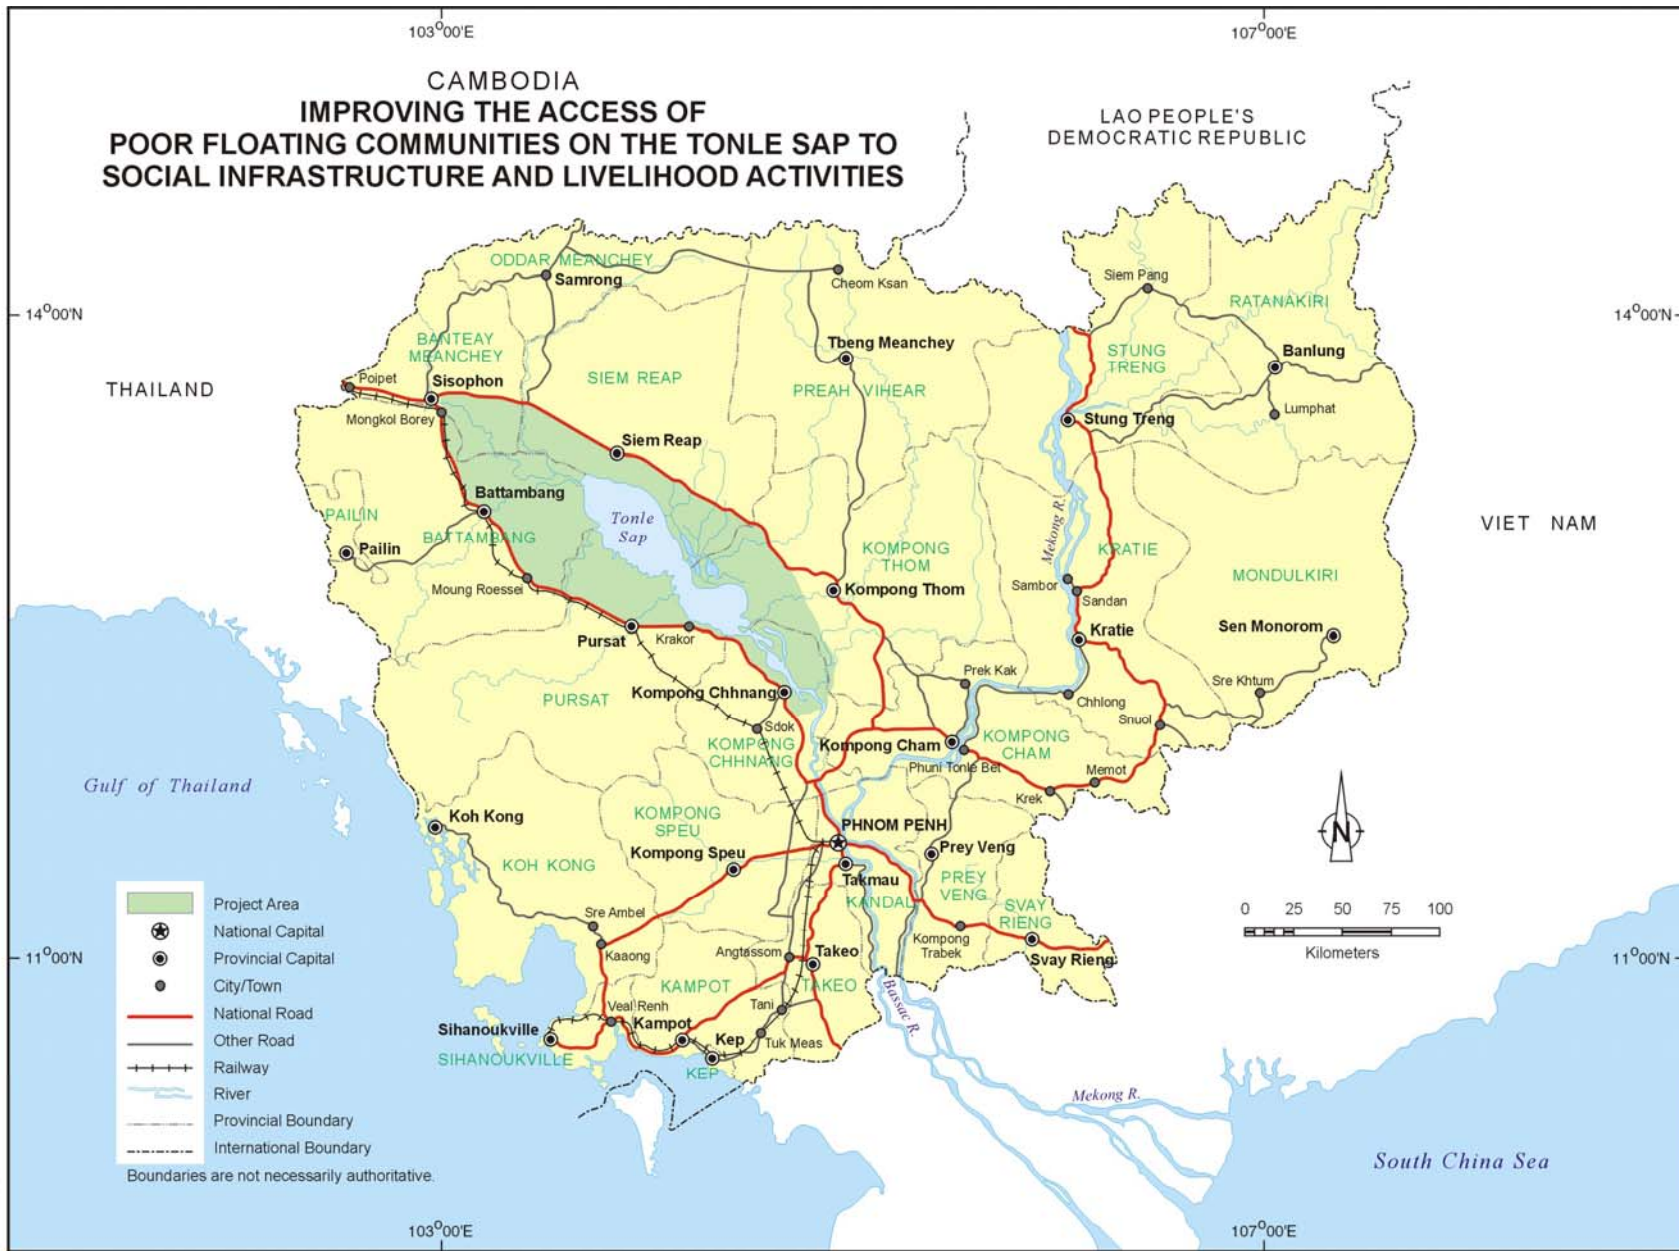 103°00'E
107°00'E
CAMBODIA
IMPROVING THE ACCESS OF
POOR FLOATING COMMUNITIES ON THE TONLE SAP TO
SOCIAL INFRASTRUCTURE AND LIVELIHOOD ACTIVITIES
LAO PEOPLE'S
DEMOCRATIC REPUBLIC
ODDAR MEANCHEY
Samrong
Cheom Ksan
Siem Pang
RATANAKIRI
14°00'N
14°00'N
BANTEAY
MEANCHEY
Tbeng Meanchey
STUNG
TRENG
Banlung
THAILAND
Poipet
Sisophon
SIEM REAP
PREAH VIHEAR
Mongkol Borey
Stung Treng
Lumphat
Siem Reap
Battambang
PAILIN
Tonle
Sap
Mekong R.
VIET NAM
BATTAMBANG
Pailin
KOMPONG
THOM
KRATIE
MONDULKIRI
Moung Roessei
Kompong Thom
Sambor
Sandan
Pursat
Krakor
Kratie
Sen Monorom
Prek Kak
Sre Khtum
PURSAT
Kompong Chhnang
Chhlong
Snuol
Sdok
KOMPONG
CHHNANG
Kompong Cham
KOMPONG
CHAM
Phuni Tonle Bet
Memot
Krek
Gulf of Thailand
Koh Kong
KOMPONG
SPEU
PHNOM PENH
Kompong Speu
Prey Veng
N
KOH KONG
Takmau
PREY
VENG
KANDAL
SVAY
RIENG
Project Area
National Capital
Provincial Capital
City/Town
National Road
Other Road
Railway
River
Provincial Boundary
International Boundary
Boundaries are not necessarily authoritative.
Sre Ambel
Kaaong
Angtassom
Takeo
Kompong
Trabek
Svay Rieng
0 25 50 75 100
Kilometers
11°00'N
11°00'N
KAMPOT
TAKEO
Tani
Bassac R.
Veal Renh
Sihanoukville
Kampot
Kep
Tuk Meas
SIHANOUKVILLE
KEP
Mekong R.
South China Sea
103°00'E
107°00'E